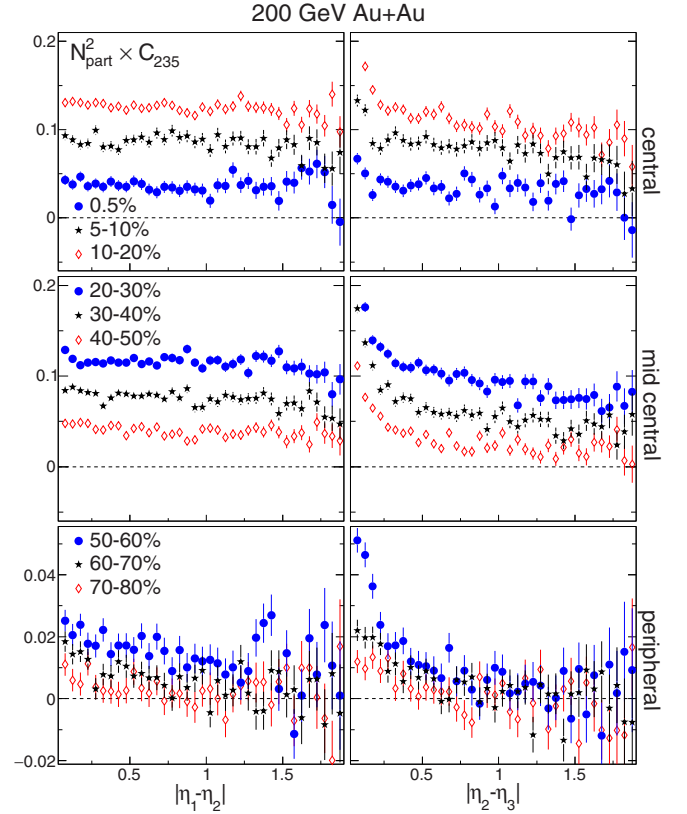 200 GeV Au+Au
N²part × C₂₃₅
0.2
0.1
0
0.5%
5-10%
10-20%
central
0.2
0.1
0
20-30%
30-40%
40-50%
mid central
0.04
0.02
0
−0.02
50-60%
60-70%
70-80%
peripheral
0.5 1 1.5
0.5 1 1.5
|η₁-η₂|
|η₂-η₃|